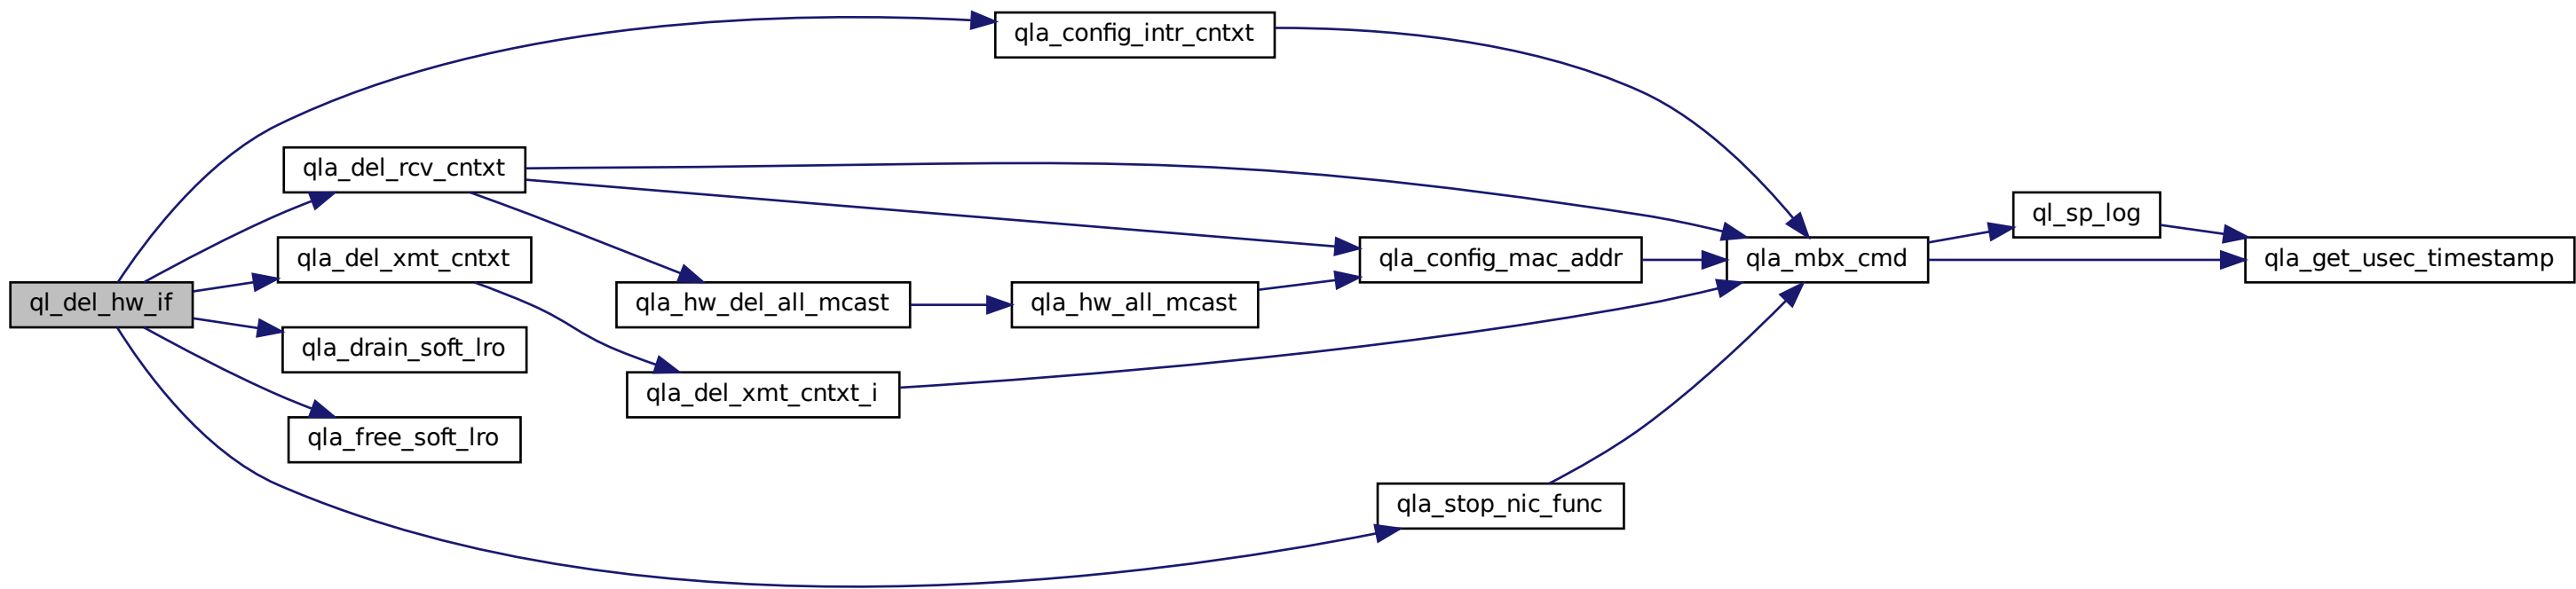 ql_del_hw_if
qla_config_intr_cntxt
qla_del_rcv_cntxt
qla_del_xmt_cntxt
qla_drain_soft_lro
qla_free_soft_lro
qla_hw_del_all_mcast
qla_del_xmt_cntxt_i
qla_hw_all_mcast
qla_config_mac_addr
qla_stop_nic_func
qla_mbx_cmd
ql_sp_log
qla_get_usec_timestamp